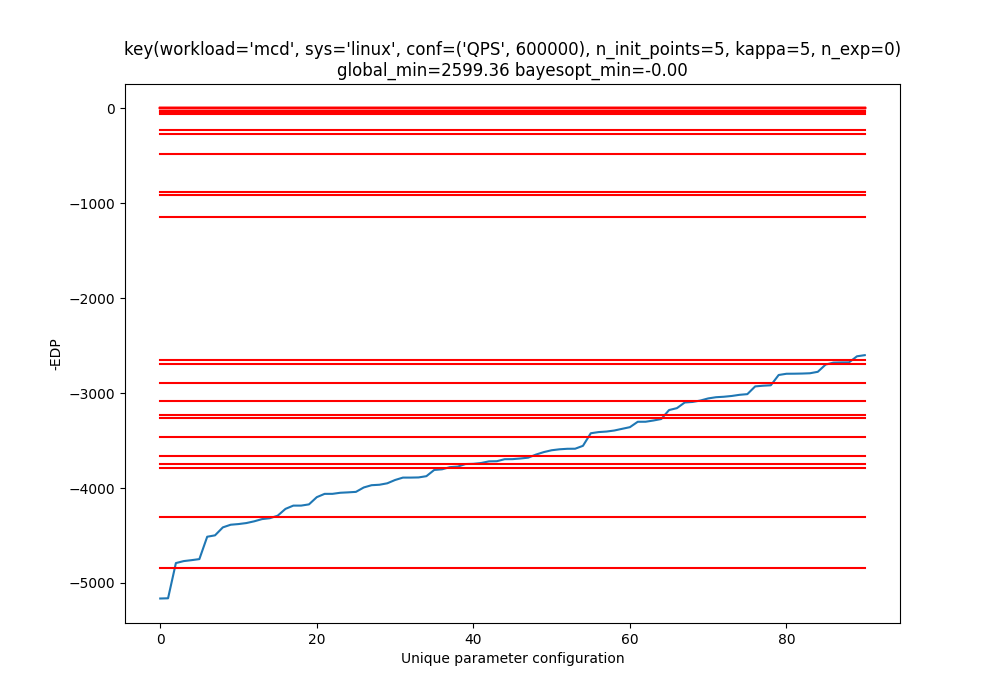 key(workload='mcd', sys='linux', conf=('QPS', 600000), n_init_points=5, kappa=5, n_exp=0)
global_min=2599.36 bayesopt_min=-0.00
0
−1000
−2000
−3000
−4000
−5000
-EDP
0 20 40 60 80
Unique parameter configuration